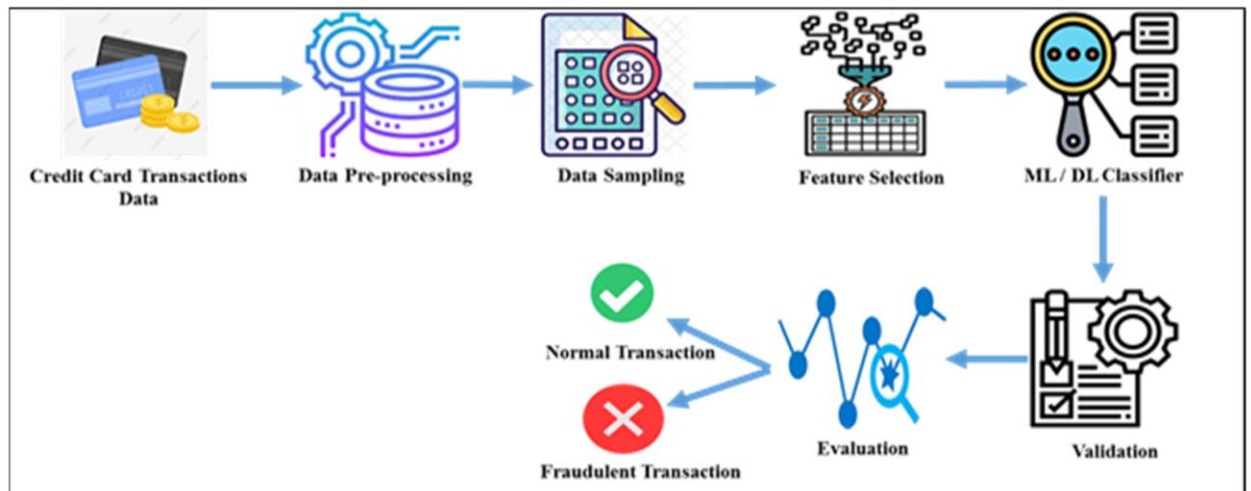 Credit Card Transactions
Data
Data Pre-processing
Data Sampling
Feature Selection
ML / DL Classifier
Normal Transaction
Fraudulent Transaction
Evaluation
Validation